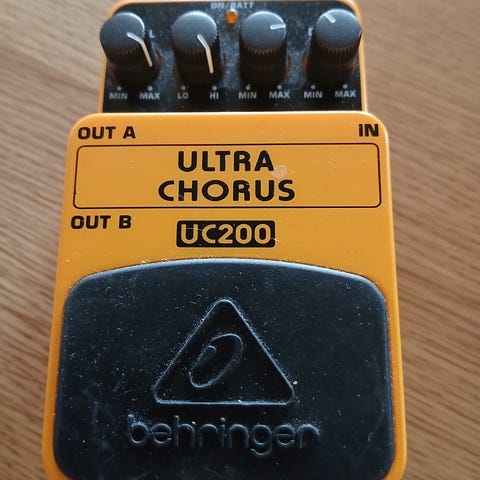 ON/BATT
MIN MAX LO HI MIN MAX MIN MAX
OUT A IN
ULTRA
CHORUS
OUT B
UC200
behringer